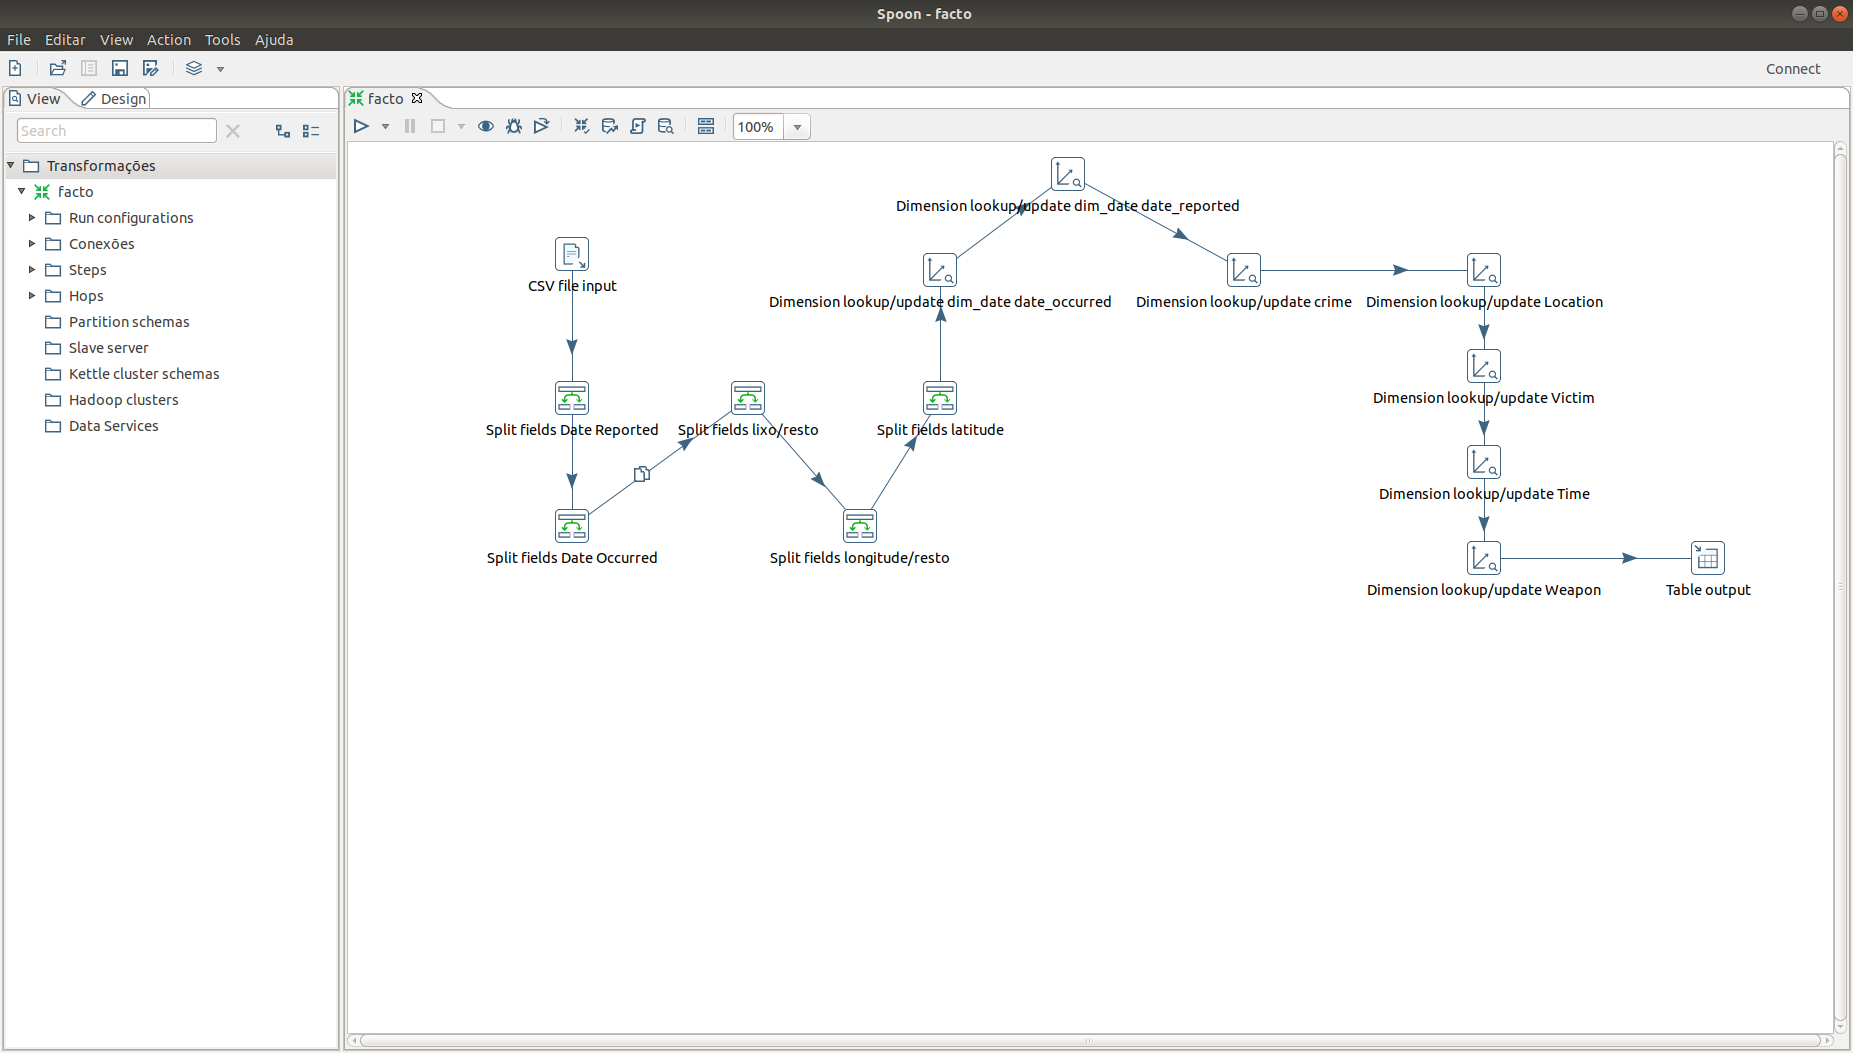 Spoon - facto
File Editar View Action Tools Ajuda
Connect
View Design
facto
Search
100%
Transformações
facto
Run configurations
Conexões
Steps
Hops
Partition schemas
Slave server
Kettle cluster schemas
Hadoop clusters
Data Services
Dimension lookup/update dim_date date_reported
CSV file input
Dimension lookup/update dim_date date_occurred
Dimension lookup/update crime
Dimension lookup/update Location
Dimension lookup/update Victim
Split fields Date Reported
Split fields lixo/resto
Split fields latitude
Dimension lookup/update Time
Split fields Date Occurred
Split fields longitude/resto
Dimension lookup/update Weapon
Table output